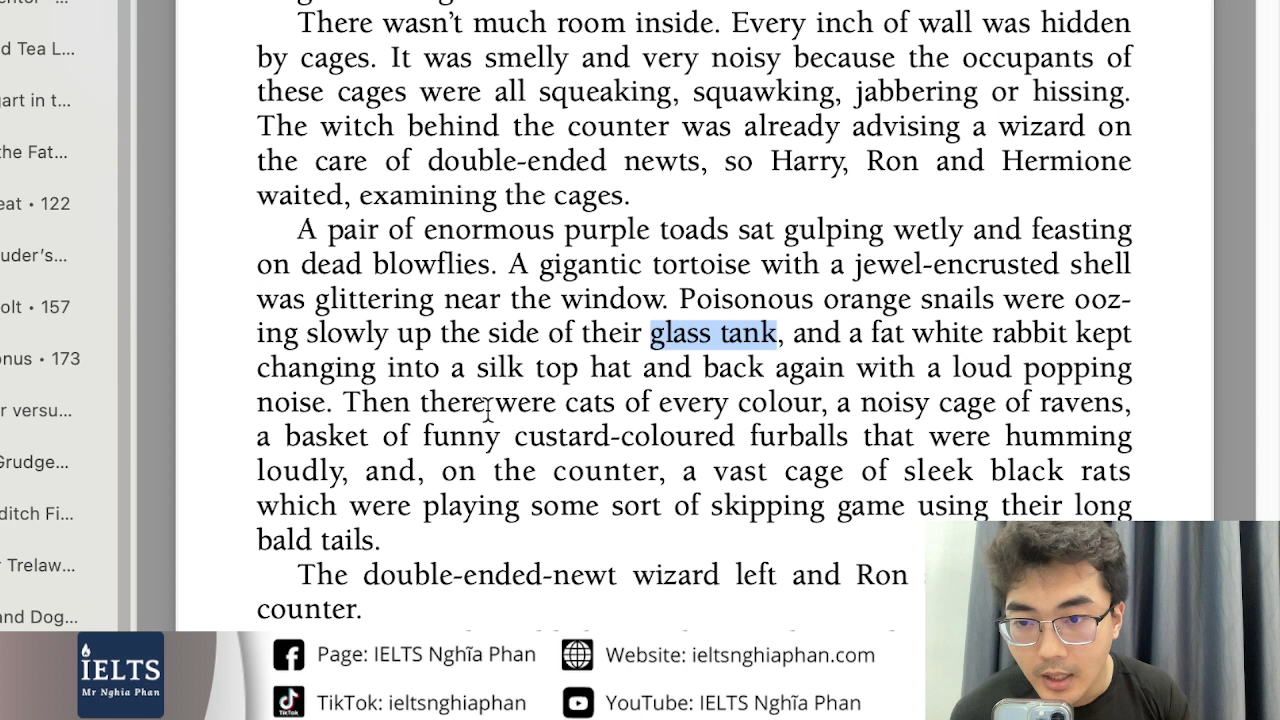 There wasn't much room inside. Every inch of wall was hidden
by cages. It was smelly and very noisy because the occupants of
these cages were all squeaking, squawking, jabbering or hissing.
The witch behind the counter was already advising a wizard on
the care of double-ended newts, so Harry, Ron and Hermione
waited, examining the cages.
A pair of enormous purple toads sat gulping wetly and feasting
on dead blowflies. A gigantic tortoise with a jewel-encrusted shell
was glittering near the window. Poisonous orange snails were ooz-
ing slowly up the side of their glass tank, and a fat white rabbit kept
changing into a silk top hat and back again with a loud popping
noise. Then there were cats of every colour, a noisy cage of ravens,
a basket of funny custard-coloured furballs that were humming
loudly, and, on the counter, a vast cage of sleek black rats
which were playing some sort of skipping game using their long
bald tails.
The double-ended-newt wizard left and Ron
counter.
d Tea L...
gart in t...
the Fat...
eat • 122
uder's...
olt • 157
onus • 173
r versu...
Grudge...
ditch Fi...
r Trelaw...
and Dog...
IELTS
Mr Nghia Phan
Page: IELTS Nghĩa Phan
Website: ieltsnghiaphan.com
TikTok
TikTok: ieltsnghiaphan
YouTube: IELTS Nghĩa Phan